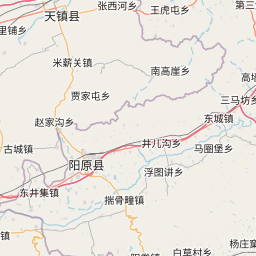 张西河乡
王虎屯乡
第三
天镇县
里铺乡
米薪关镇
南高崖乡
高墙
贾家屯乡
三马坊乡
赵家沟乡
东城镇
井儿沟乡
古城镇
马圈堡乡
阳原县
浮图讲乡
东井集镇
揣骨疃镇
杨庄窠
白草村乡